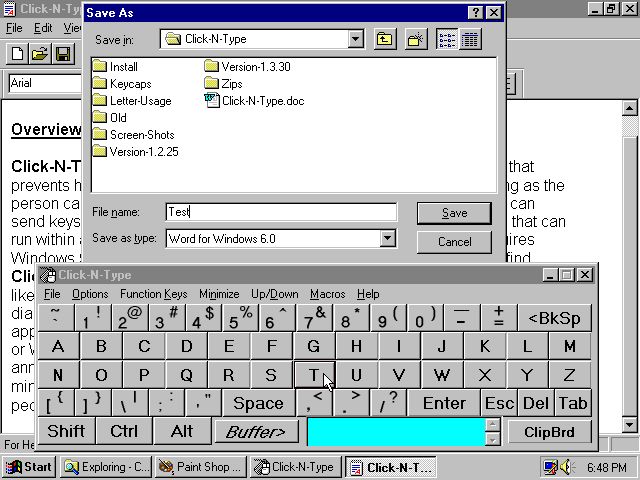 Click-N-T
Save As
File Edit Vie
Save in: Click-N-Type
Arial
Install
Keycaps
Letter-Usage
Old
Screen-Shots
Version-1.2.25
Version-1.3.30
Zips
Click-N-Type.doc
File name: Test
Save
Save as type: Word for Windows 6.0
Cancel
Overview
Click-N-T that
prevents h ng as the
person ca can
send keys that can
run within a uires
Windows find
Clic
like
dia
app
or W
ann
min
peo
Click-N-Type
File Options Function Keys Minimize Up/Down Macros Help
~ ` 1 ! 2 @ 3 # 4 $ 5 % 6 ^ 7 & 8 * 9 ( 0 ) _ - + = <BkSp
A B C D E F G H I J K L M
N O P Q R S T U V W X Y Z
[ { ] } \ | ; : ' " Space , < . > / ? Enter Esc Del Tab
Shift Ctrl Alt Buffer> ClipBrd
For He
Start Exploring - C... Paint Shop ... Click-N-Type Click-N-T... 6:48 PM